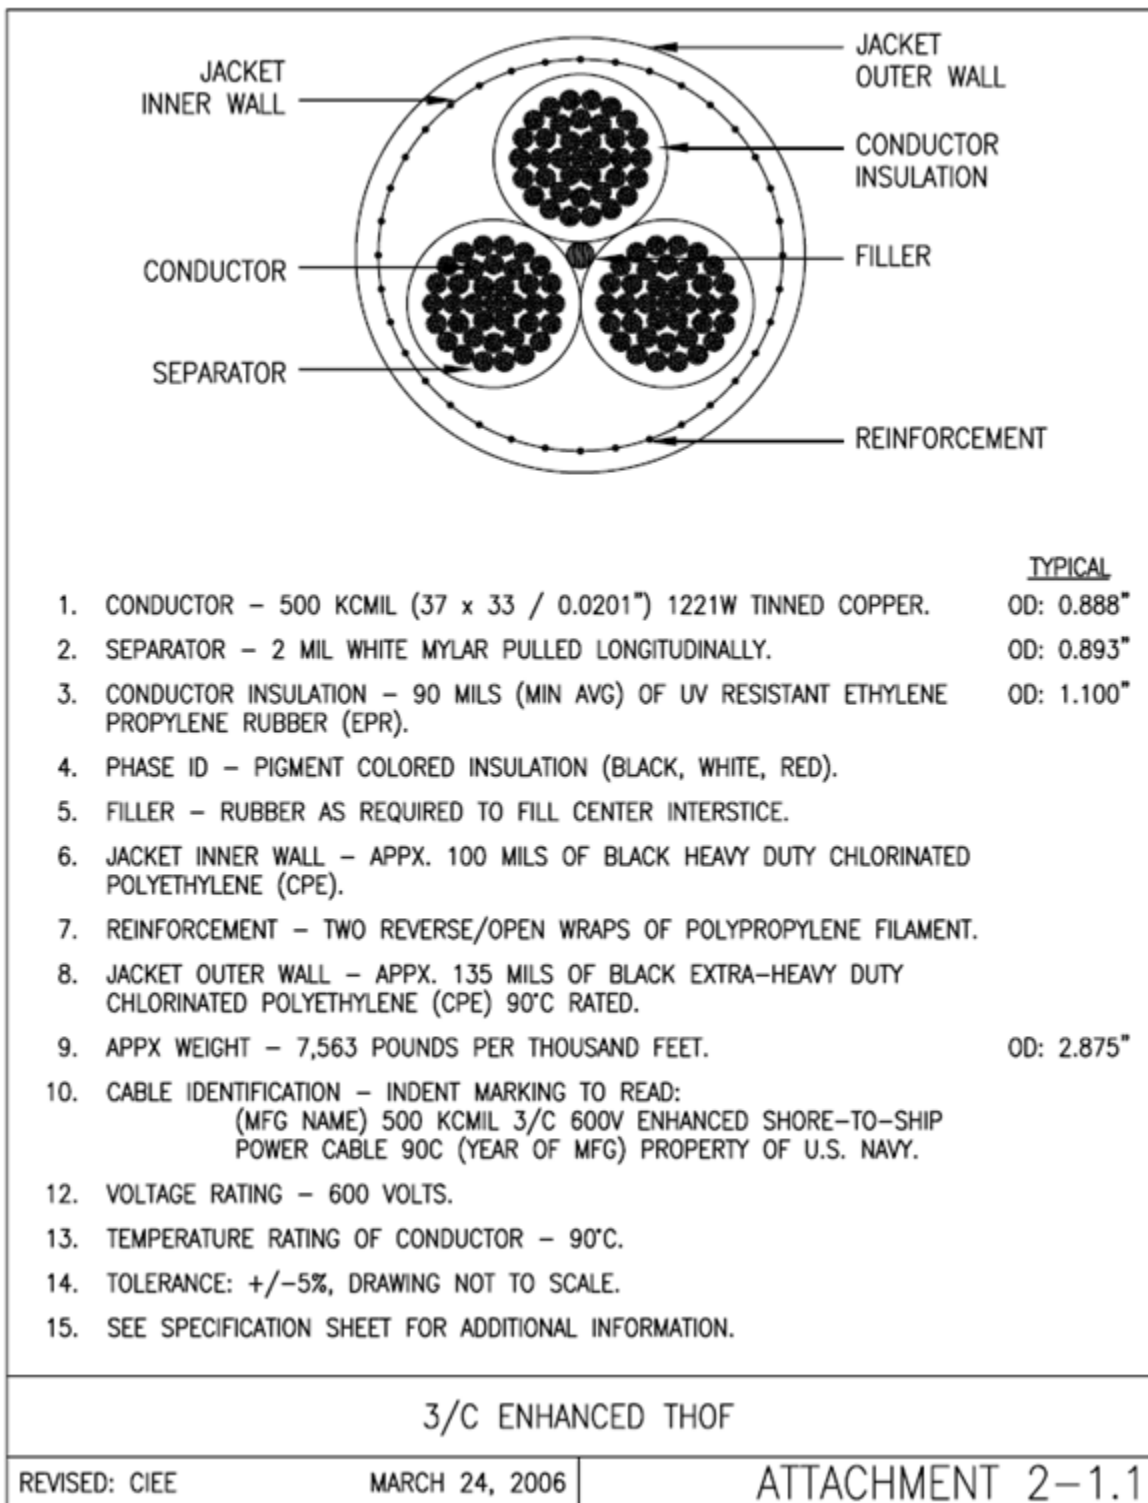 JACKET
INNER WALL
JACKET
OUTER WALL
CONDUCTOR
INSULATION
CONDUCTOR
FILLER
SEPARATOR
REINFORCEMENT
TYPICAL
1. CONDUCTOR – 500 KCMIL (37 x 33 / 0.0201") 1221W TINNED COPPER. OD: 0.888"
2. SEPARATOR – 2 MIL WHITE MYLAR PULLED LONGITUDINALLY. OD: 0.893"
3. CONDUCTOR INSULATION – 90 MILS (MIN AVG) OF UV RESISTANT ETHYLENE OD: 1.100"
PROPYLENE RUBBER (EPR).
4. PHASE ID – PIGMENT COLORED INSULATION (BLACK, WHITE, RED).
5. FILLER – RUBBER AS REQUIRED TO FILL CENTER INTERSTICE.
6. JACKET INNER WALL – APPX. 100 MILS OF BLACK HEAVY DUTY CHLORINATED
POLYETHYLENE (CPE).
7. REINFORCEMENT – TWO REVERSE/OPEN WRAPS OF POLYPROPYLENE FILAMENT.
8. JACKET OUTER WALL – APPX. 135 MILS OF BLACK EXTRA–HEAVY DUTY
CHLORINATED POLYETHYLENE (CPE) 90°C RATED.
9. APPX WEIGHT – 7,563 POUNDS PER THOUSAND FEET. OD: 2.875"
10. CABLE IDENTIFICATION – INDENT MARKING TO READ:
(MFG NAME) 500 KCMIL 3/C 600V ENHANCED SHORE–TO–SHIP
POWER CABLE 90C (YEAR OF MFG) PROPERTY OF U.S. NAVY.
12. VOLTAGE RATING – 600 VOLTS.
13. TEMPERATURE RATING OF CONDUCTOR – 90°C.
14. TOLERANCE: +/–5%, DRAWING NOT TO SCALE.
15. SEE SPECIFICATION SHEET FOR ADDITIONAL INFORMATION.
3/C ENHANCED THOF
REVISED: CIEE MARCH 24, 2006 ATTACHMENT 2–1.1